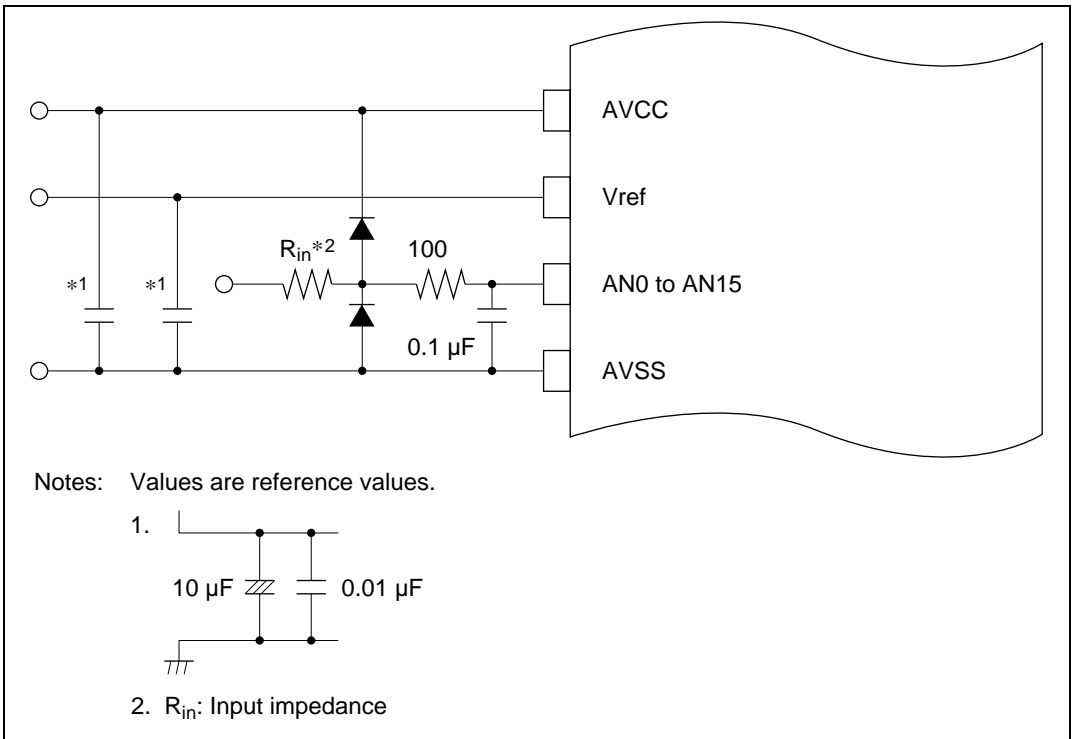 AVCC
Vref
Rin*2 100
*1 *1 AN0 to AN15
0.1 µF
AVSS
Notes: Values are reference values.
1.
10 µF 0.01 µF
2. Rin: Input impedance